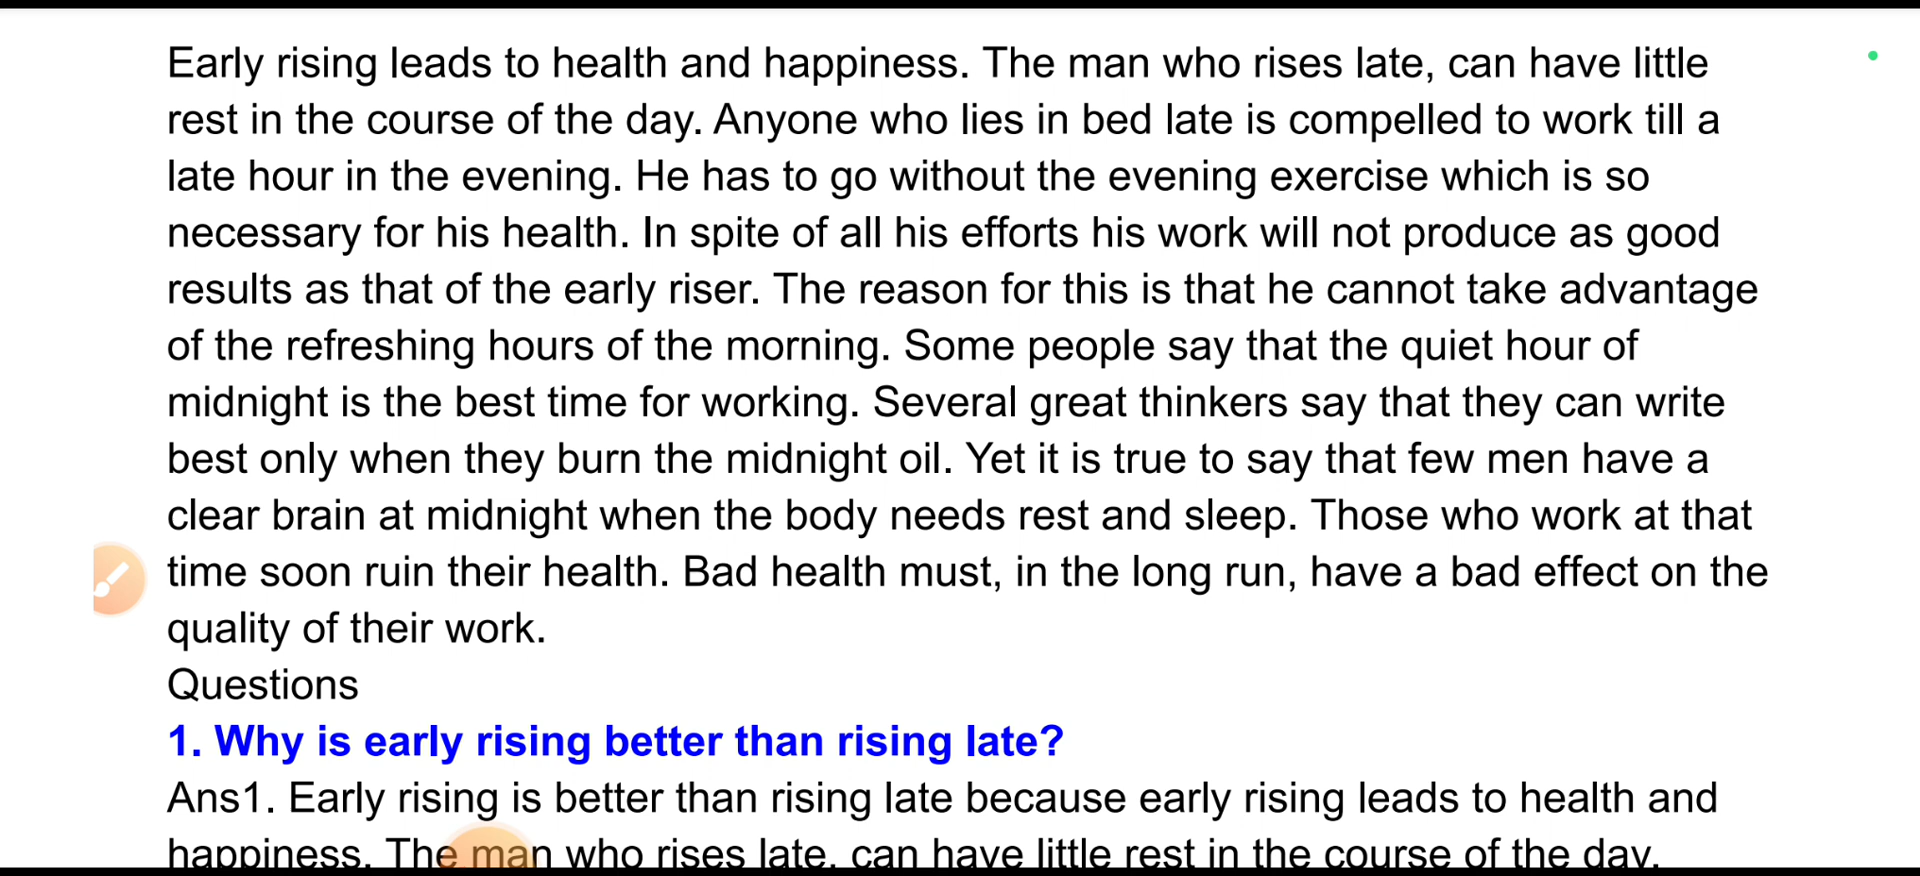 Early rising leads to health and happiness. The man who rises late, can have little
rest in the course of the day. Anyone who lies in bed late is compelled to work till a
late hour in the evening. He has to go without the evening exercise which is so
necessary for his health. In spite of all his efforts his work will not produce as good
results as that of the early riser. The reason for this is that he cannot take advantage
of the refreshing hours of the morning. Some people say that the quiet hour of
midnight is the best time for working. Several great thinkers say that they can write
best only when they burn the midnight oil. Yet it is true to say that few men have a
clear brain at midnight when the body needs rest and sleep. Those who work at that
time soon ruin their health. Bad health must, in the long run, have a bad effect on the
quality of their work.
Questions
1. Why is early rising better than rising late?
Ans1. Early rising is better than rising late because early rising leads to health and
happiness. The man who rises late, can have little rest in the course of the day.